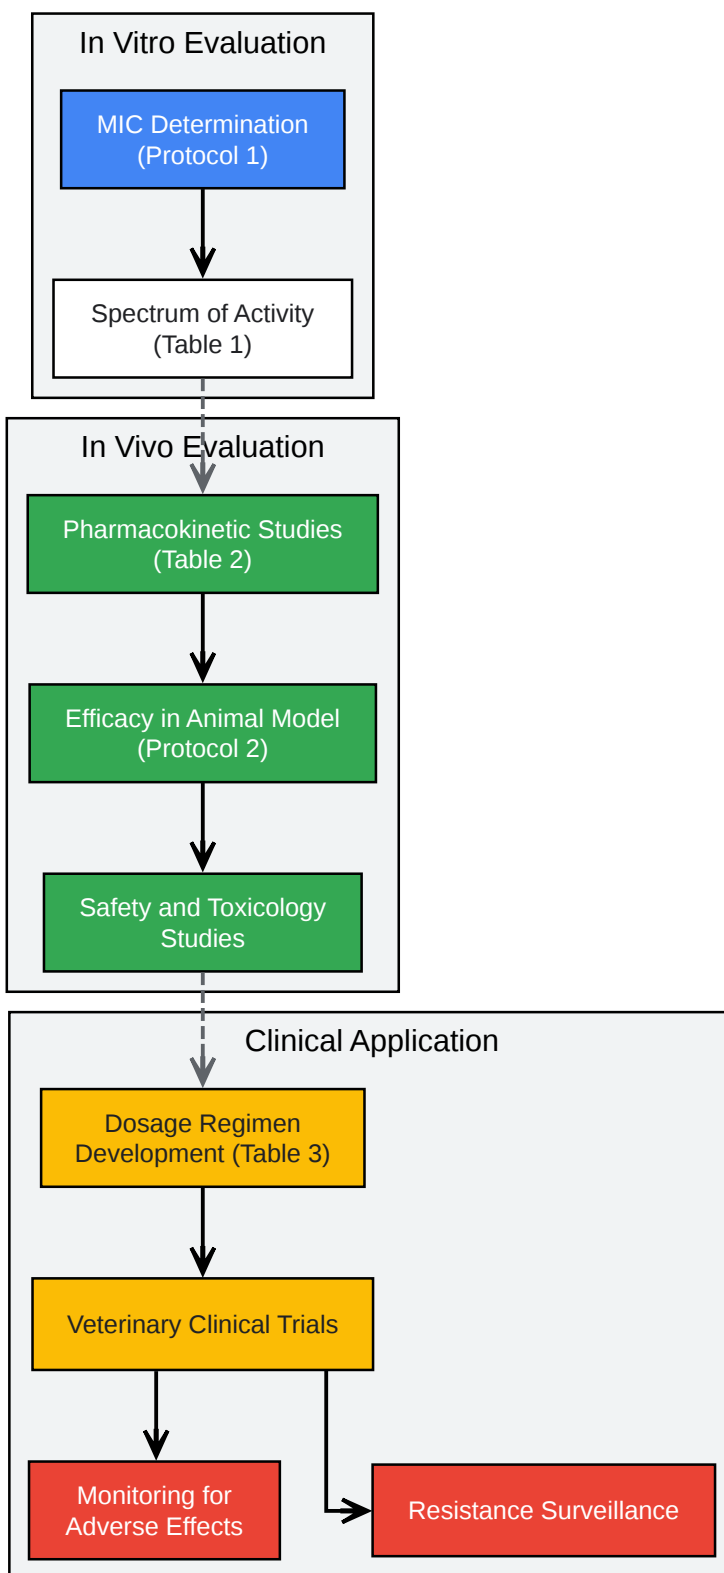 In Vitro Evaluation
MIC Determination
(Protocol 1)
Spectrum of Activity
(Table 1)
In Vivo Evaluation
Pharmacokinetic Studies
(Table 2)
Efficacy in Animal Model
(Protocol 2)
Safety and Toxicology
Studies
Clinical Application
Dosage Regimen
Development (Table 3)
Veterinary Clinical Trials
Monitoring for
Adverse Effects
Resistance Surveillance